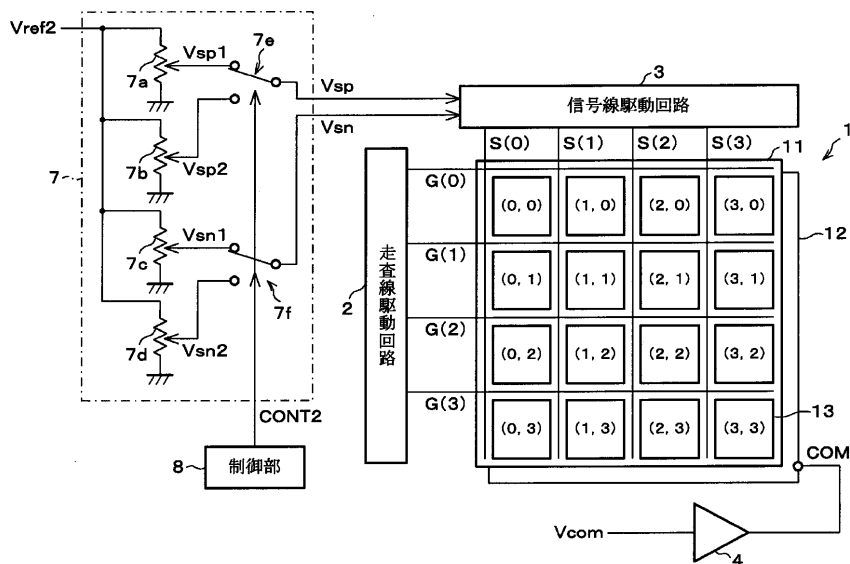 Vref2
7a
Vsp1
7e
7b
Vsp2
7
7c
Vsn1
7f
7d
Vsn2
CONT2
8
制御部
Vsp
Vsn
3
信号線駆動回路
1
S(0) S(1) S(2) S(3)
11
12
2
走査線駆動回路
G(0)
(0, 0) (1, 0) (2, 0) (3, 0)
G(1)
(0, 1) (1, 1) (2, 1) (3, 1)
G(2)
(0, 2) (1, 2) (2, 2) (3, 2)
G(3)
(0, 3) (1, 3) (2, 3) (3, 3)
13
COM
Vcom
4